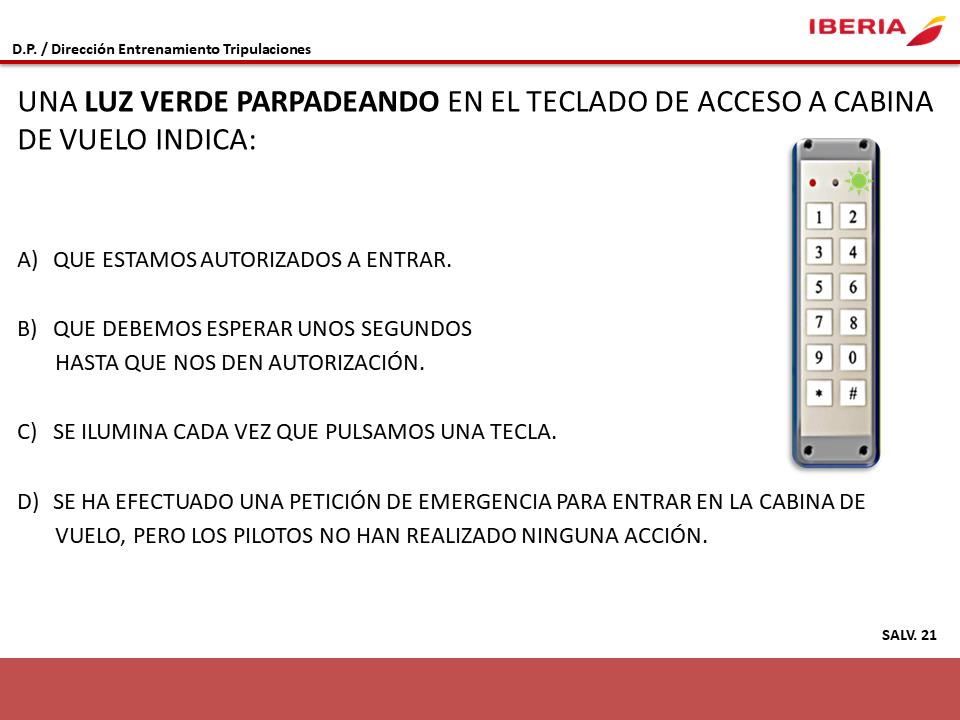 D.P. / Dirección Entrenamiento Tripulaciones
IBERIA
UNA LUZ VERDE PARPADEANDO EN EL TECLADO DE ACCESO A CABINA
DE VUELO INDICA:
1 2
3 4
5 6
7 8
9 0
* #
A) QUE ESTAMOS AUTORIZADOS A ENTRAR.
B) QUE DEBEMOS ESPERAR UNOS SEGUNDOS
HASTA QUE NOS DEN AUTORIZACIÓN.
C) SE ILUMINA CADA VEZ QUE PULSAMOS UNA TECLA.
D) SE HA EFECTUADO UNA PETICIÓN DE EMERGENCIA PARA ENTRAR EN LA CABINA DE
VUELO, PERO LOS PILOTOS NO HAN REALIZADO NINGUNA ACCIÓN.
SALV. 21